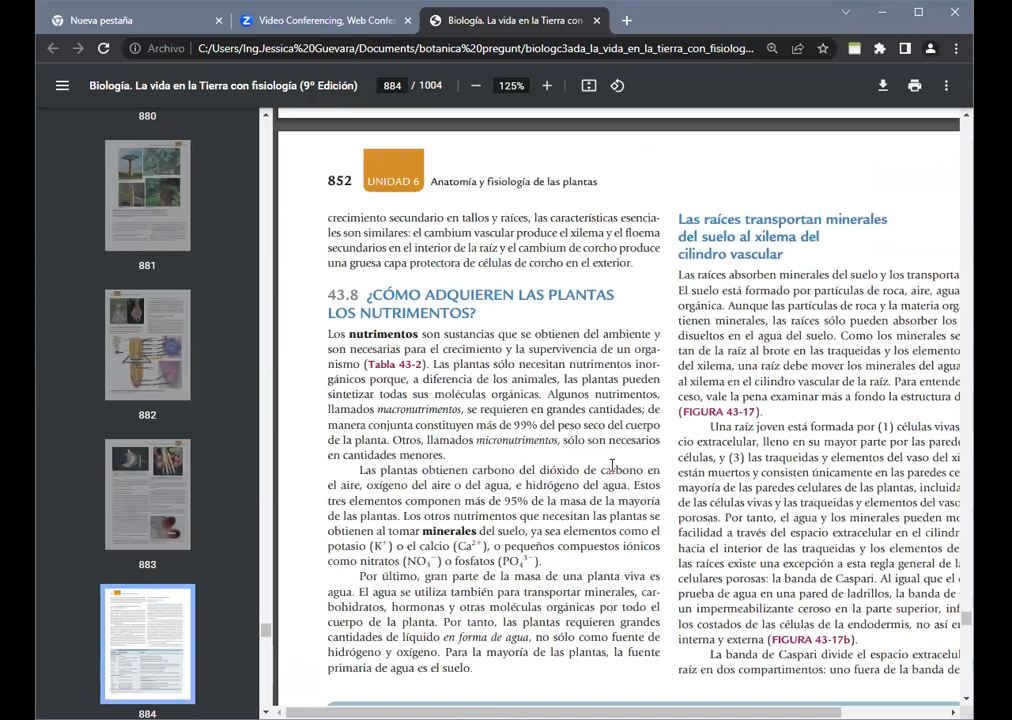 Nueva pestaña
Video Conferencing, Web Confer
Biología. La vida en la Tierra con
Archivo
C:/Users/Ing.Jessica%20Guevara/Documents/botanica%20pregunt/biologc3ada_la_vida_en_la_tierra_con_fisiolog...
Biología. La vida en la Tierra con fisiología (9º Edición)
884 / 1004
125%
880
881
882
883
884
852
UNIDAD 6
Anatomía y fisiología de las plantas
crecimiento secundario en tallos y raíces, las características esencia-
les son similares: el cambium vascular produce el xilema y el floema
secundarios en el interior de la raíz y el cambium de corcho produce
una gruesa capa protectora de células de corcho en el exterior.
43.8 ¿CÓMO ADQUIEREN LAS PLANTAS
LOS NUTRIMENTOS?
Los nutrimentos son sustancias que se obtienen del ambiente y
son necesarias para el crecimiento y la supervivencia de un orga-
nismo (Tabla 43-2). Las plantas sólo necesitan nutrimentos inor-
gánicos porque, a diferencia de los animales, las plantas pueden
sintetizar todas sus moléculas orgánicas. Algunos nutrimentos,
llamados macronutrimentos, se requieren en grandes cantidades; de
manera conjunta constituyen más de 99% del peso seco del cuerpo
de la planta. Otros, llamados micronutrimentos, sólo son necesarios
en cantidades menores.
Las plantas obtienen carbono del dióxido de carbono en
el aire, oxígeno del aire o del agua, e hidrógeno del agua. Estos
tres elementos componen más de 95% de la masa de la mayoría
de las plantas. Los otros nutrimentos que necesitan las plantas se
obtienen al tomar minerales del suelo, ya sea elementos como el
potasio (K⁺) o el calcio (Ca²⁺), o pequeños compuestos iónicos
como nitratos (NO₃⁻) o fosfatos (PO₄³⁻).
Por último, gran parte de la masa de una planta viva es
agua. El agua se utiliza también para transportar minerales, car-
bohidratos, hormonas y otras moléculas orgánicas por todo el
cuerpo de la planta. Por tanto, las plantas requieren grandes
cantidades de líquido en forma de agua, no sólo como fuente de
hidrógeno y oxígeno. Para la mayoría de las plantas, la fuente
primaria de agua es el suelo.
Las raíces transportan minerales
del suelo al xilema del
cilindro vascular
Las raíces absorben minerales del suelo y los transporta
El suelo está formado por partículas de roca, aire, agua
orgánica. Aunque las partículas de roca y la materia org
tienen minerales, las raíces sólo pueden absorber los
disueltos en el agua del suelo. Como los minerales se
tan de la raíz al brote en las traqueidas y los elemento
del xilema, una raíz debe mover los minerales del agua
al xilema en el cilindro vascular de la raíz. Para entende
ceso, vale la pena examinar más a fondo la estructura d
(FIGURA 43-17).
Una raíz joven está formada por (1) células vivas
cio extracelular, lleno en su mayor parte por las parede
células, y (3) las traqueidas y elementos del vaso del xi
están muertos y consisten únicamente en las paredes ce
mayoría de las paredes celulares de las plantas, incluida
de las células vivas y las traqueidas y elementos del vaso
porosas. Por tanto, el agua y los minerales pueden mo
facilidad a través del espacio extracelular en el cilindr
hacia el interior de las traqueidas y los elementos de
las raíces existe una excepción a esta regla general de l
celulares porosas: la banda de Caspari. Al igual que el
prueba de agua en una pared de ladrillos, la banda de
un impermeabilizante ceroso en la parte superior, inf
los costados de las células de la endodermis, no así en
interna y externa (FIGURA 43-17b).
La banda de Caspari divide el espacio extracelul
raíz en dos compartimentos: uno fuera de la banda de